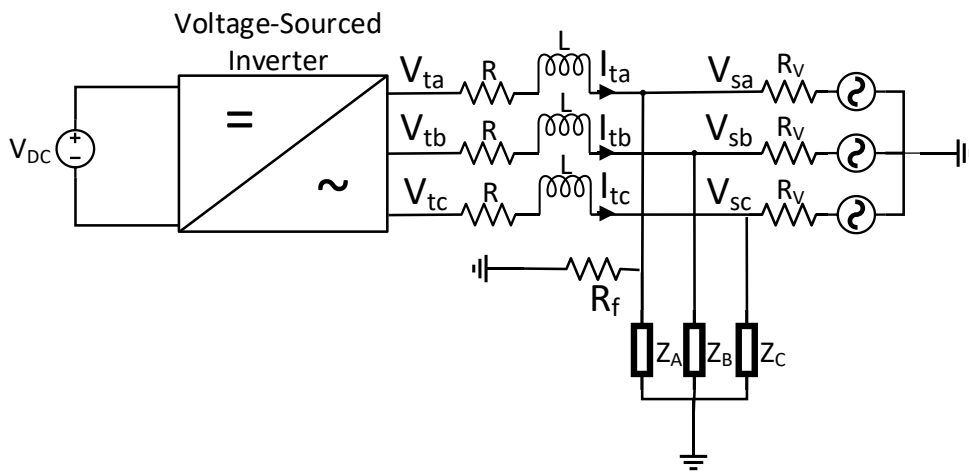 Voltage-Sourced
Inverter
V_DC
+
−
=
~
V_ta
R
L
I_ta
V_sa
R_V
V_tb
R
L
I_tb
V_sb
R_V
V_tc
R
L
I_tc
V_sc
R_V
R_f
Z_A
Z_B
Z_C